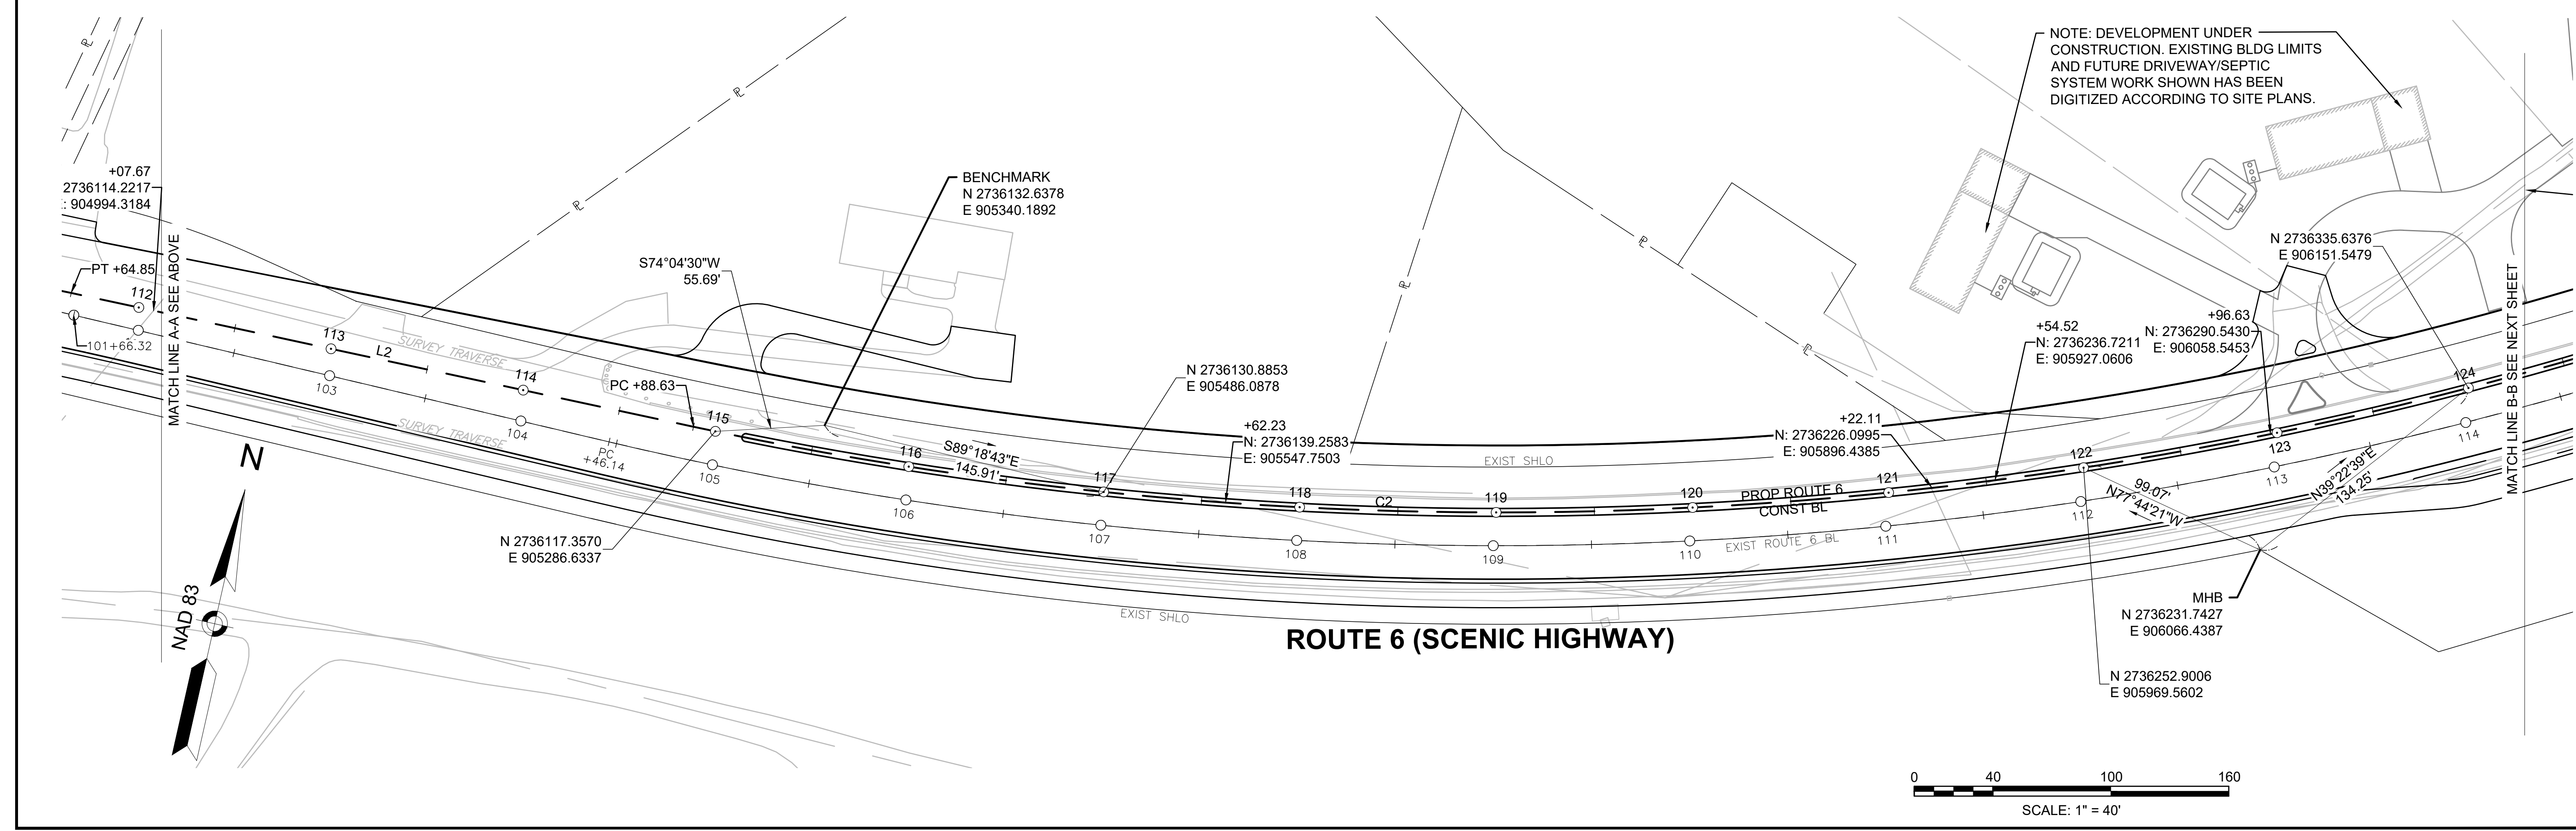 NOTE: DEVELOPMENT UNDER
CONSTRUCTION. EXISTING BLDG LIMITS
AND FUTURE DRIVEWAY/SEPTIC
SYSTEM WORK SHOWN HAS BEEN
DIGITIZED ACCORDING TO SITE PLANS.
PL
PL
PL
PL
PL
PL
+07.67
2736114.2217
: 904994.3184
PT +64.85
112
101+66.32
MATCH LINE A-A SEE ABOVE
113
L2
SURVEY TRAVERSE
103
114
104
SURVEY TRAVERSE
PC
+46.14
S74°04'30"W
55.69'
PC +88.63
115
105
BENCHMARK
N 2736132.6378
E 905340.1892
N 2736117.3570
E 905286.6337
116
106
S89°18'43"E
145.91'
117
107
N 2736130.8853
E 905486.0878
+62.23
N: 2736139.2583
E: 905547.7503
118
108
C2
119
109
EXIST SHLO
EXIST SHLO
120
110
PROP ROUTE 6
CONST BL
EXIST ROUTE 6 BL
+22.11
N: 2736226.0995
E: 905896.4385
121
111
+54.52
N: 2736236.7211
E: 905927.0606
122
112
99.07'
N77°44'21"W
+96.63
N: 2736290.5430
E: 906058.5453
123
113
N39°22'39"E
134.25'
N 2736335.6376
E 906151.5479
124
114
MATCH LINE B-B SEE NEXT SHEET
MHB
N 2736231.7427
E 906066.4387
N 2736252.9006
E 905969.5602
N
NAD 83
ROUTE 6 (SCENIC HIGHWAY)
0 40 100 160
SCALE: 1" = 40'